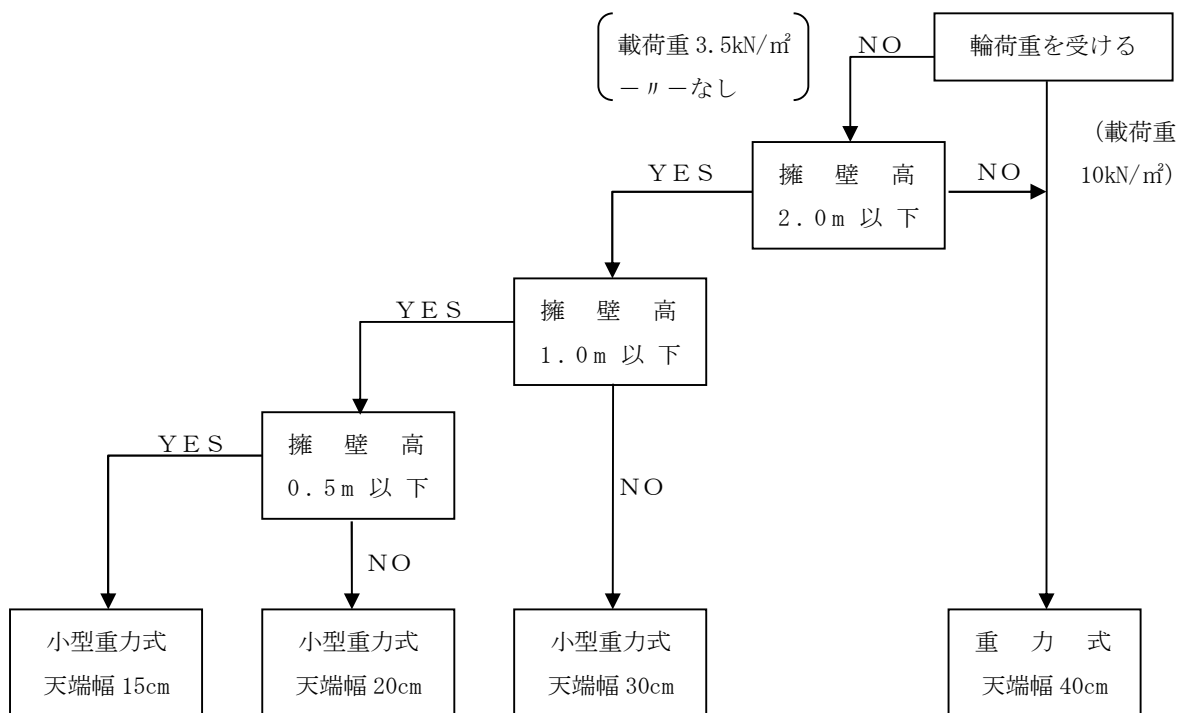 輪荷重を受ける
NO
載荷重 3.5kN/㎡
－〃－なし
(載荷重
10kN/㎡)
擁壁高
2.0m 以下
YES
NO
擁壁高
1.0m 以下
YES
NO
擁壁高
0.5m 以下
YES
NO
小型重力式
天端幅 15cm
小型重力式
天端幅 20cm
小型重力式
天端幅 30cm
重力式
天端幅 40cm